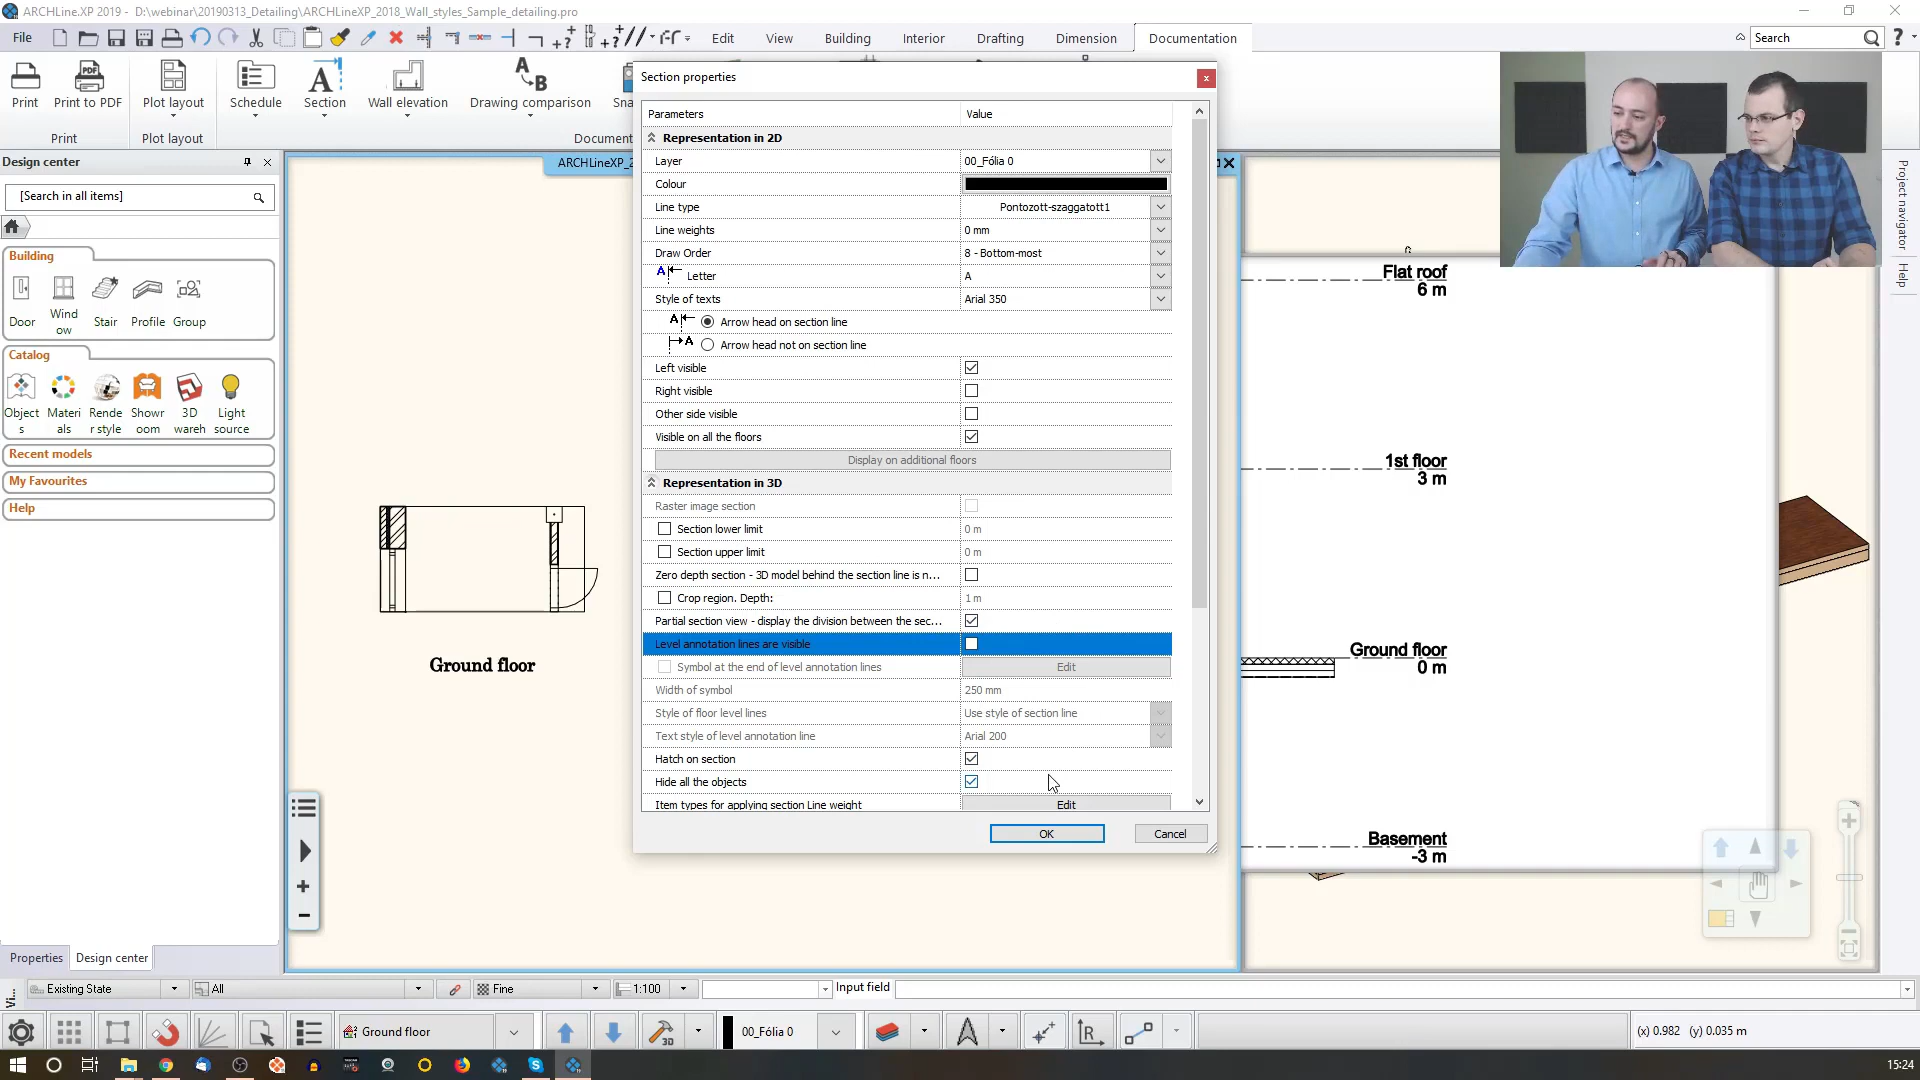 ARCHLine.XP 2019 - D:\webinar\20190313_Detailing\ARCHLineXP_2018_Wall_styles_Sample_detailing.pro
File
Edit
View
Building
Interior
Drafting
Dimension
Documentation
Search
Print
Print to PDF
Plot layout
Schedule
Section
Wall elevation
Drawing comparison
Print
Plot layout
Design center
[Search in all items]
Building
Door
Wind
ow
Stair
Profile
Group
Catalog
Object
s
Materi
als
Rende
r style
Showr
oom
3D
wareh
Light
source
Recent models
My Favourites
Help
Properties
Design center
Ground floor
Section properties
Parameters
Value
Representation in 2D
Layer
00_Fólia 0
Colour
Line type
Pontozott-szaggatott1
Line weights
0 mm
Draw Order
8 - Bottom-most
A
Letter
A
Style of texts
Arial 350
A
Arrow head on section line
A
Arrow head not on section line
Left visible
Right visible
Other side visible
Visible on all the floors
Display on additional floors
Representation in 3D
Raster image section
Section lower limit
0 m
Section upper limit
0 m
Zero depth section - 3D model behind the section line is n...
Crop region. Depth:
1 m
Partial section view - display the division between the sec...
Level annotation lines are visible
Symbol at the end of level annotation lines
Edit
Width of symbol
250 mm
Style of floor level lines
Use style of section line
Text style of level annotation line
Arial 200
Hatch on section
Hide all the objects
Item types for applying section Line weight
Edit
OK
Cancel
Flat roof
6 m
1st floor
3 m
Ground floor
0 m
Basement
-3 m
Project navigator
Help
Existing State
All
Fine
1:100
Input field
Ground floor
00_Fólia 0
(x) 0.982 (y) 0.035 m
15:24